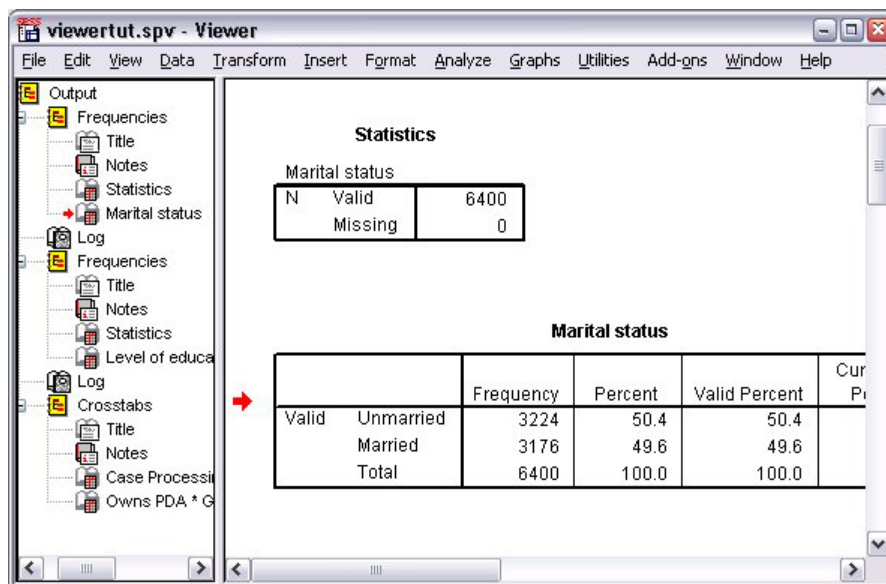 viewertut.spv - Viewer
File Edit View Data Transform Insert Format Analyze Graphs Utilities Add-ons Window Help
Output
Frequencies
Title
Notes
Statistics
Marital status
Log
Frequencies
Title
Notes
Statistics
Level of educa
Log
Crosstabs
Title
Notes
Case Processi
Owns PDA * G
Statistics
Marital status
N Valid 6400
Missing 0
Marital status
Frequency Percent Valid Percent
Valid Unmarried 3224 50.4 50.4
Married 3176 49.6 49.6
Total 6400 100.0 100.0